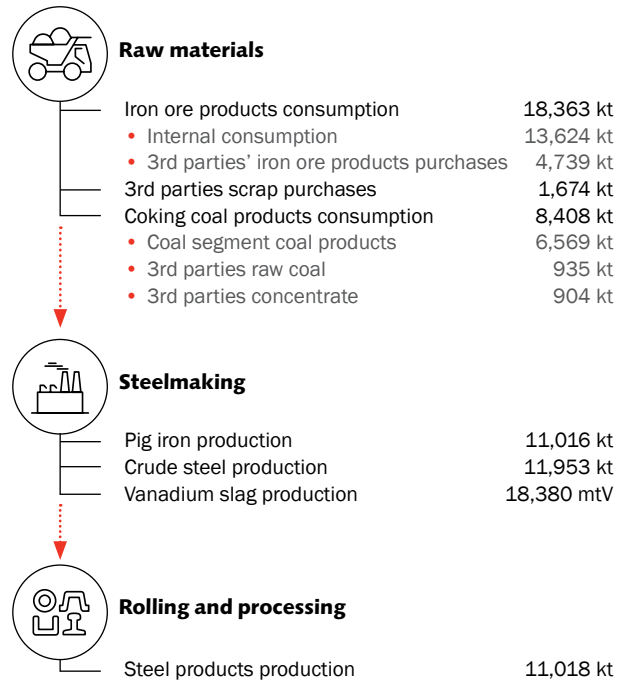 Raw materials
Iron ore products consumption 18,363 kt
• Internal consumption 13,624 kt
• 3rd parties’ iron ore products purchases 4,739 kt
3rd parties scrap purchases 1,674 kt
Coking coal products consumption 8,408 kt
• Coal segment coal products 6,569 kt
• 3rd parties raw coal 935 kt
• 3rd parties concentrate 904 kt
Steelmaking
Pig iron production 11,016 kt
Crude steel production 11,953 kt
Vanadium slag production 18,380 mtV
Rolling and processing
Steel products production 11,018 kt